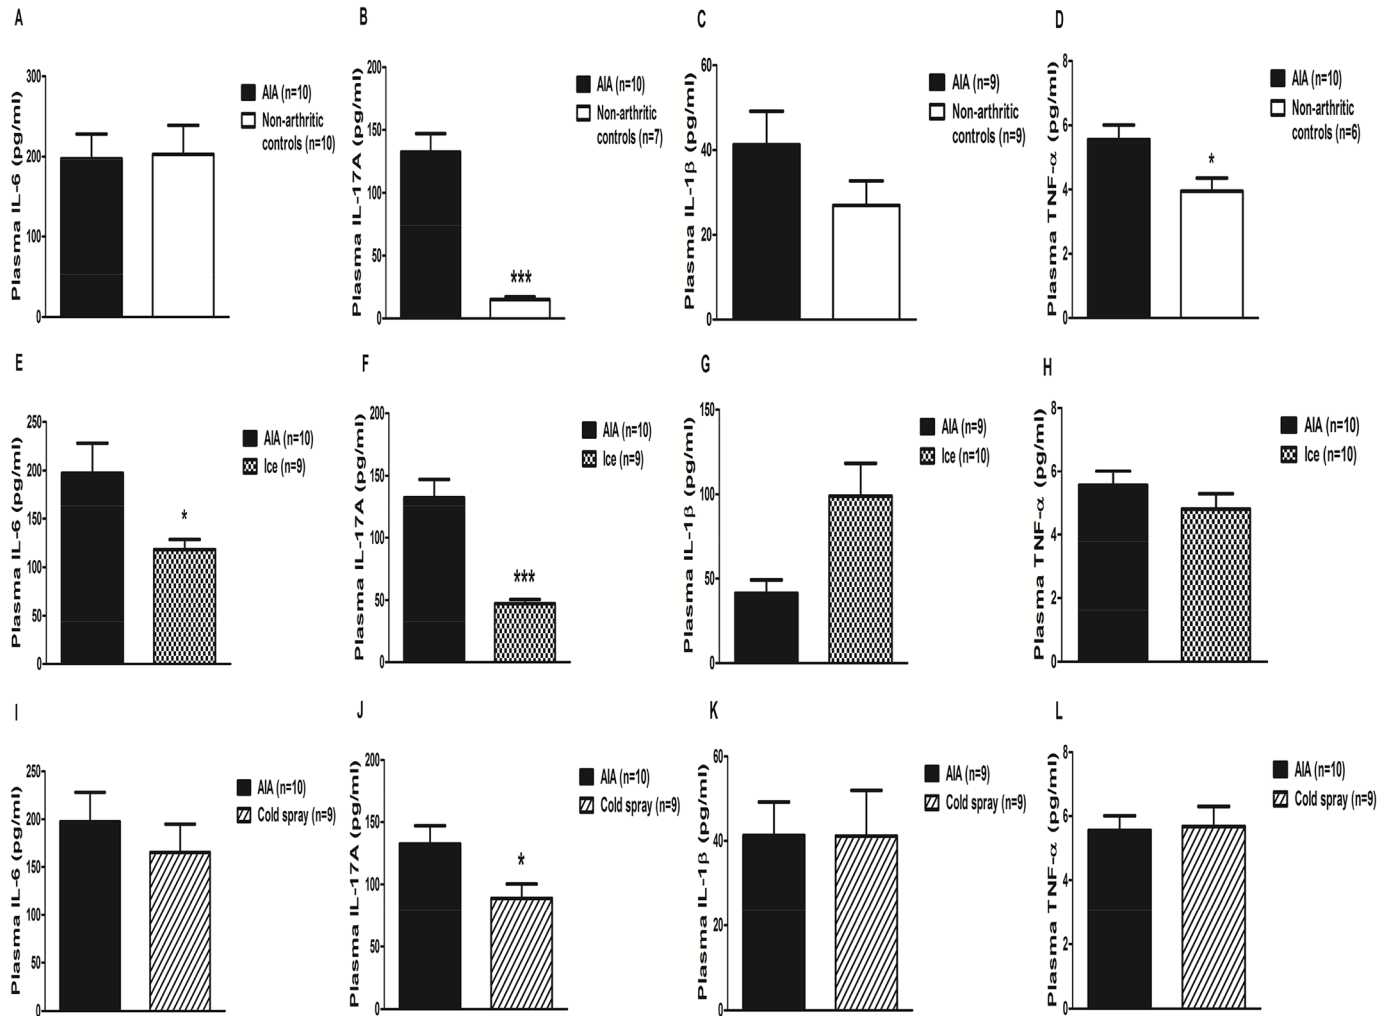 A
Plasma IL-6 (pg/ml)
300
200
100
0
AIA (n=10)
Non-arthritic
controls (n=10)
B
Plasma IL-17A (pg/ml)
200
150
100
50
0
***
AIA (n=10)
Non-arthritic
controls (n=7)
C
Plasma IL-1β (pg/ml)
60
40
20
0
AIA (n=9)
Non-arthritic
controls (n=9)
D
Plasma TNF-α (pg/ml)
8
6
4
2
0
*
AIA (n=10)
Non-arthritic
controls (n=6)
E
Plasma IL-6 (pg/ml)
250
200
150
100
50
0
*
AIA (n=10)
Ice (n=9)
F
Plasma IL-17A (pg/ml)
200
150
100
50
0
***
AIA (n=10)
Ice (n=9)
G
Plasma IL-1β (pg/ml)
150
100
50
0
AIA (n=9)
Ice (n=10)
H
Plasma TNF-α (pg/ml)
8
6
4
2
0
AIA (n=10)
Ice (n=10)
I
Plasma IL-6 (pg/ml)
250
200
150
100
50
0
AIA (n=10)
Cold spray (n=9)
J
Plasma IL-17A (pg/ml)
200
150
100
50
0
*
AIA (n=10)
Cold spray (n=9)
K
Plasma IL-1β (pg/ml)
60
40
20
0
AIA (n=9)
Cold spray (n=9)
L
Plasma TNF-α (pg/ml)
8
6
4
2
0
AIA (n=10)
Cold spray (n=9)